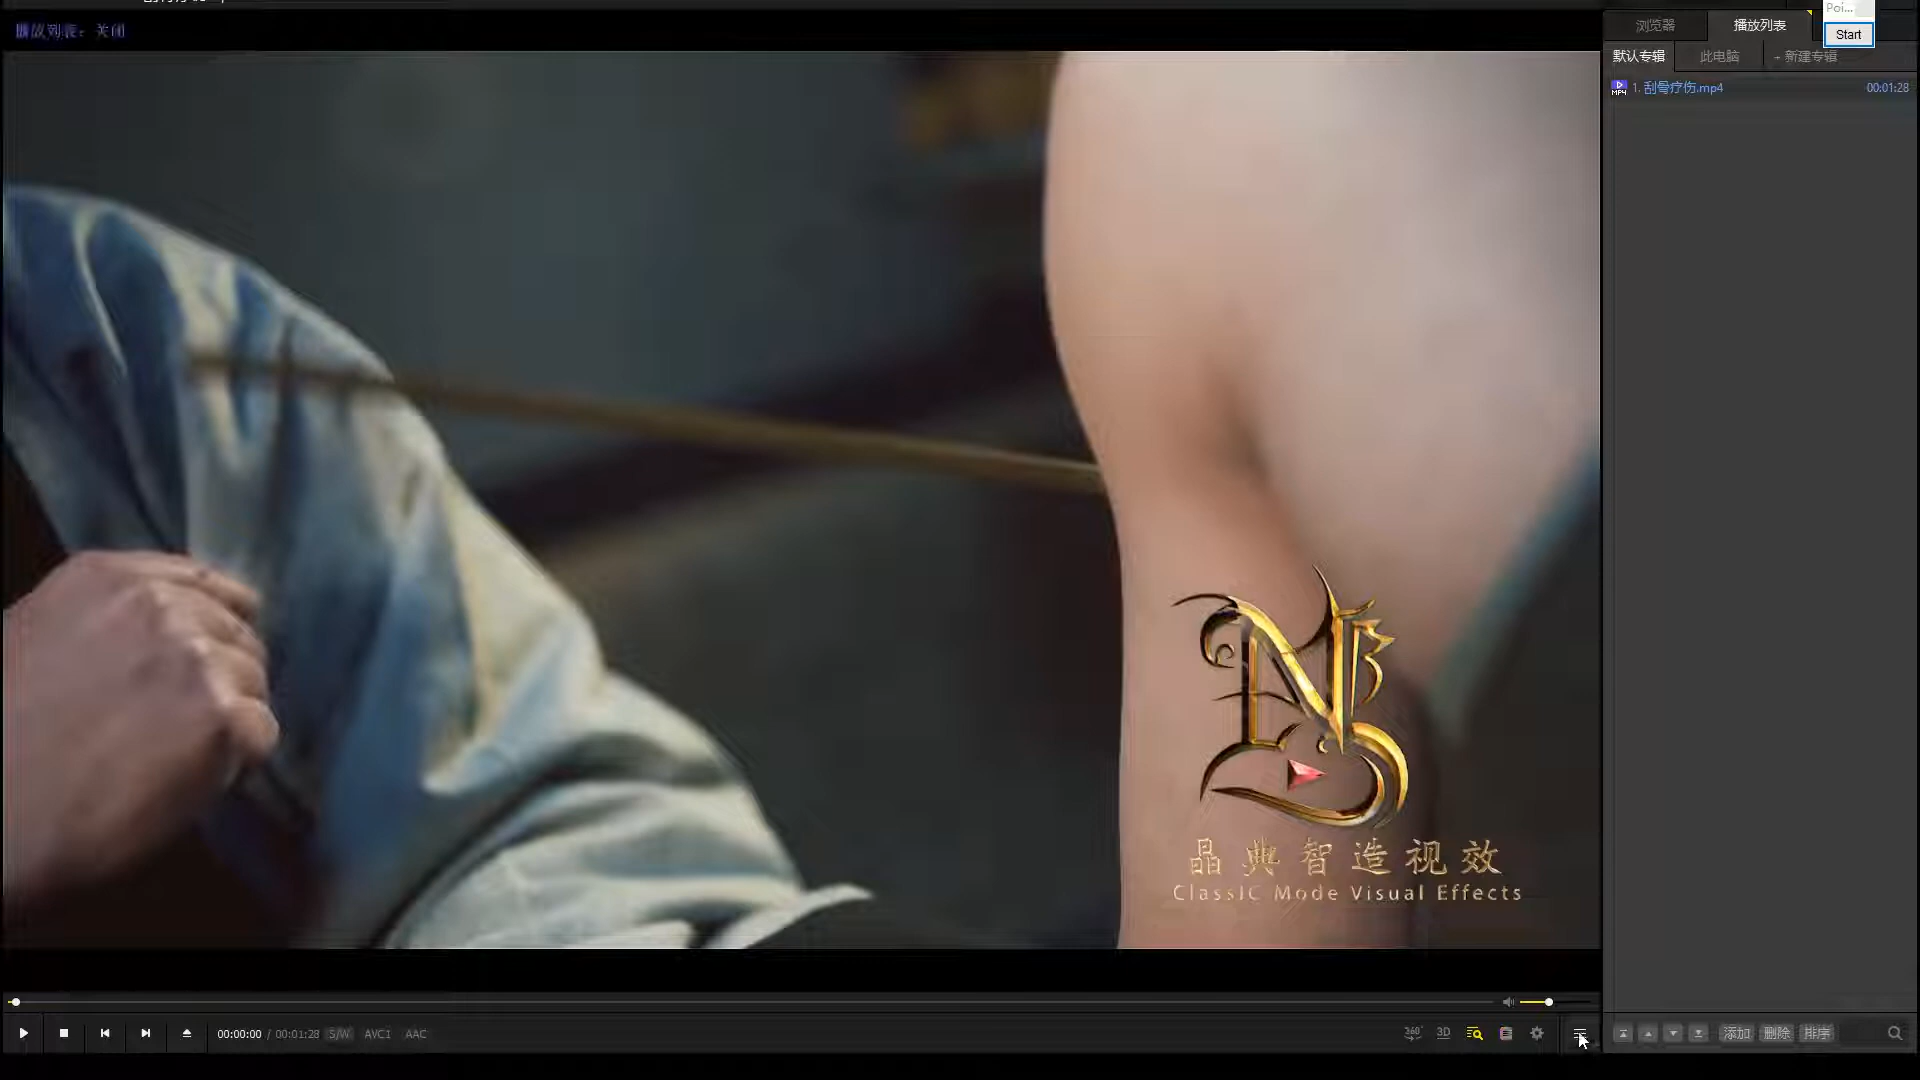 播放列表: 关闭
浏览器
播放列表
Poi...
Start
默认专辑
此电脑
+ 新建专辑
MP4
1. 刮骨疗伤.mp4
00:01:28
NB
晶典智造视效
ClassIC Mode Visual Effects
00:00:00 / 00:01:28 S/W AVC1 AAC
360°
3D
添加
删除
排序